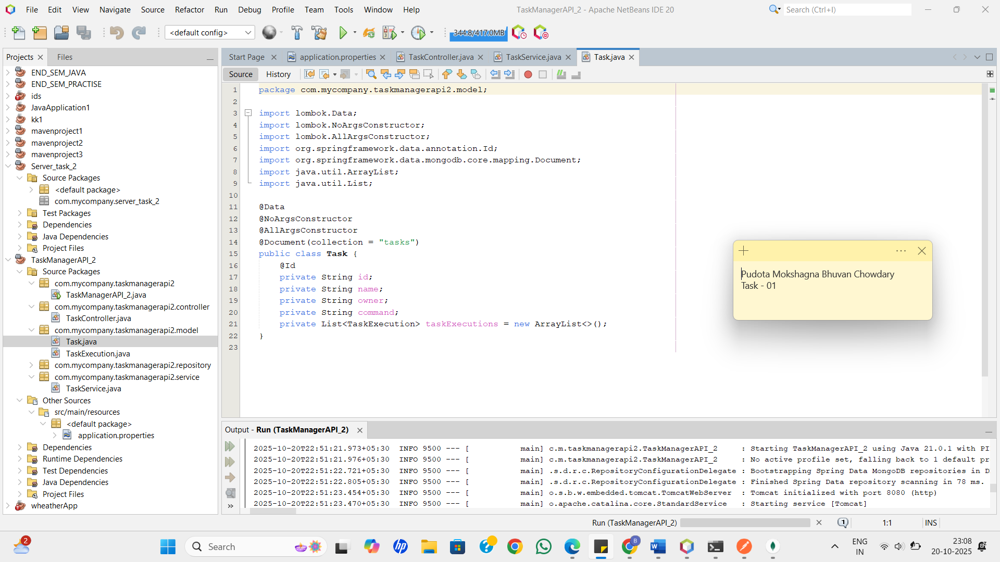 File Edit View Navigate Source Refactor Run Debug Profile Team Tools Window Help
TaskManagerAPI_2 - Apache NetBeans IDE 20
Search (Ctrl+I)
<default config>
344.8/417.0MB
Projects
Files
END_SEM_JAVA
END_SEM_PRACTISE
ids
JavaApplication1
kk1
mavenproject1
mavenproject2
mavenproject3
Server_task_2
Source Packages
<default package>
com.mycompany.server_task_2
Test Packages
Dependencies
Java Dependencies
Project Files
TaskManagerAPI_2
Source Packages
com.mycompany.taskmanagerapi2
TaskManagerAPI_2.java
com.mycompany.taskmanagerapi2.controller
TaskController.java
com.mycompany.taskmanagerapi2.model
Task.java
TaskExecution.java
com.mycompany.taskmanagerapi2.repository
com.mycompany.taskmanagerapi2.service
TaskService.java
Other Sources
src/main/resources
<default package>
application.properties
Dependencies
Runtime Dependencies
Test Dependencies
Java Dependencies
Project Files
wheatherApp
Start Page application.properties TaskController.java TaskService.java Task.java
Source History
1 package com.mycompany.taskmanagerapi2.model;
2
3 import lombok.Data;
4 import lombok.NoArgsConstructor;
5 import lombok.AllArgsConstructor;
6 import org.springframework.data.annotation.Id;
7 import org.springframework.data.mongodb.core.mapping.Document;
8 import java.util.ArrayList;
9 import java.util.List;
10
11 @Data
12 @NoArgsConstructor
13 @AllArgsConstructor
14 @Document(collection = "tasks")
15 public class Task {
16 @Id
17 private String id;
18 private String name;
19 private String owner;
20 private String command;
21 private List<TaskExecution> taskExecutions = new ArrayList<>();
22 }
23
Pudota Mokshagna Bhuvan Chowdary
Task - 01
Output - Run (TaskManagerAPI_2)
2025-10-20T22:51:21.973+05:30 INFO 9500 --- [ main] c.m.taskmanagerapi2.TaskManagerAPI_2 : Starting TaskManagerAPI_2 using Java 21.0.1 with PI
2025-10-20T22:51:21.976+05:30 INFO 9500 --- [ main] c.m.taskmanagerapi2.TaskManagerAPI_2 : No active profile set, falling back to 1 default pr
2025-10-20T22:51:22.721+05:30 INFO 9500 --- [ main] .s.d.r.c.RepositoryConfigurationDelegate : Bootstrapping Spring Data MongoDB repositories in D
2025-10-20T22:51:22.805+05:30 INFO 9500 --- [ main] .s.d.r.c.RepositoryConfigurationDelegate : Finished Spring Data repository scanning in 78 ms.
2025-10-20T22:51:23.454+05:30 INFO 9500 --- [ main] o.s.b.w.embedded.tomcat.TomcatWebServer : Tomcat initialized with port 8080 (http)
2025-10-20T22:51:23.470+05:30 INFO 9500 --- [ main] o.apache.catalina.core.StandardService : Starting service [Tomcat]
Run (TaskManagerAPI_2)
1
1:1
INS
2
Search
hp
B
W
ENG
IN
23:08
20-10-2025